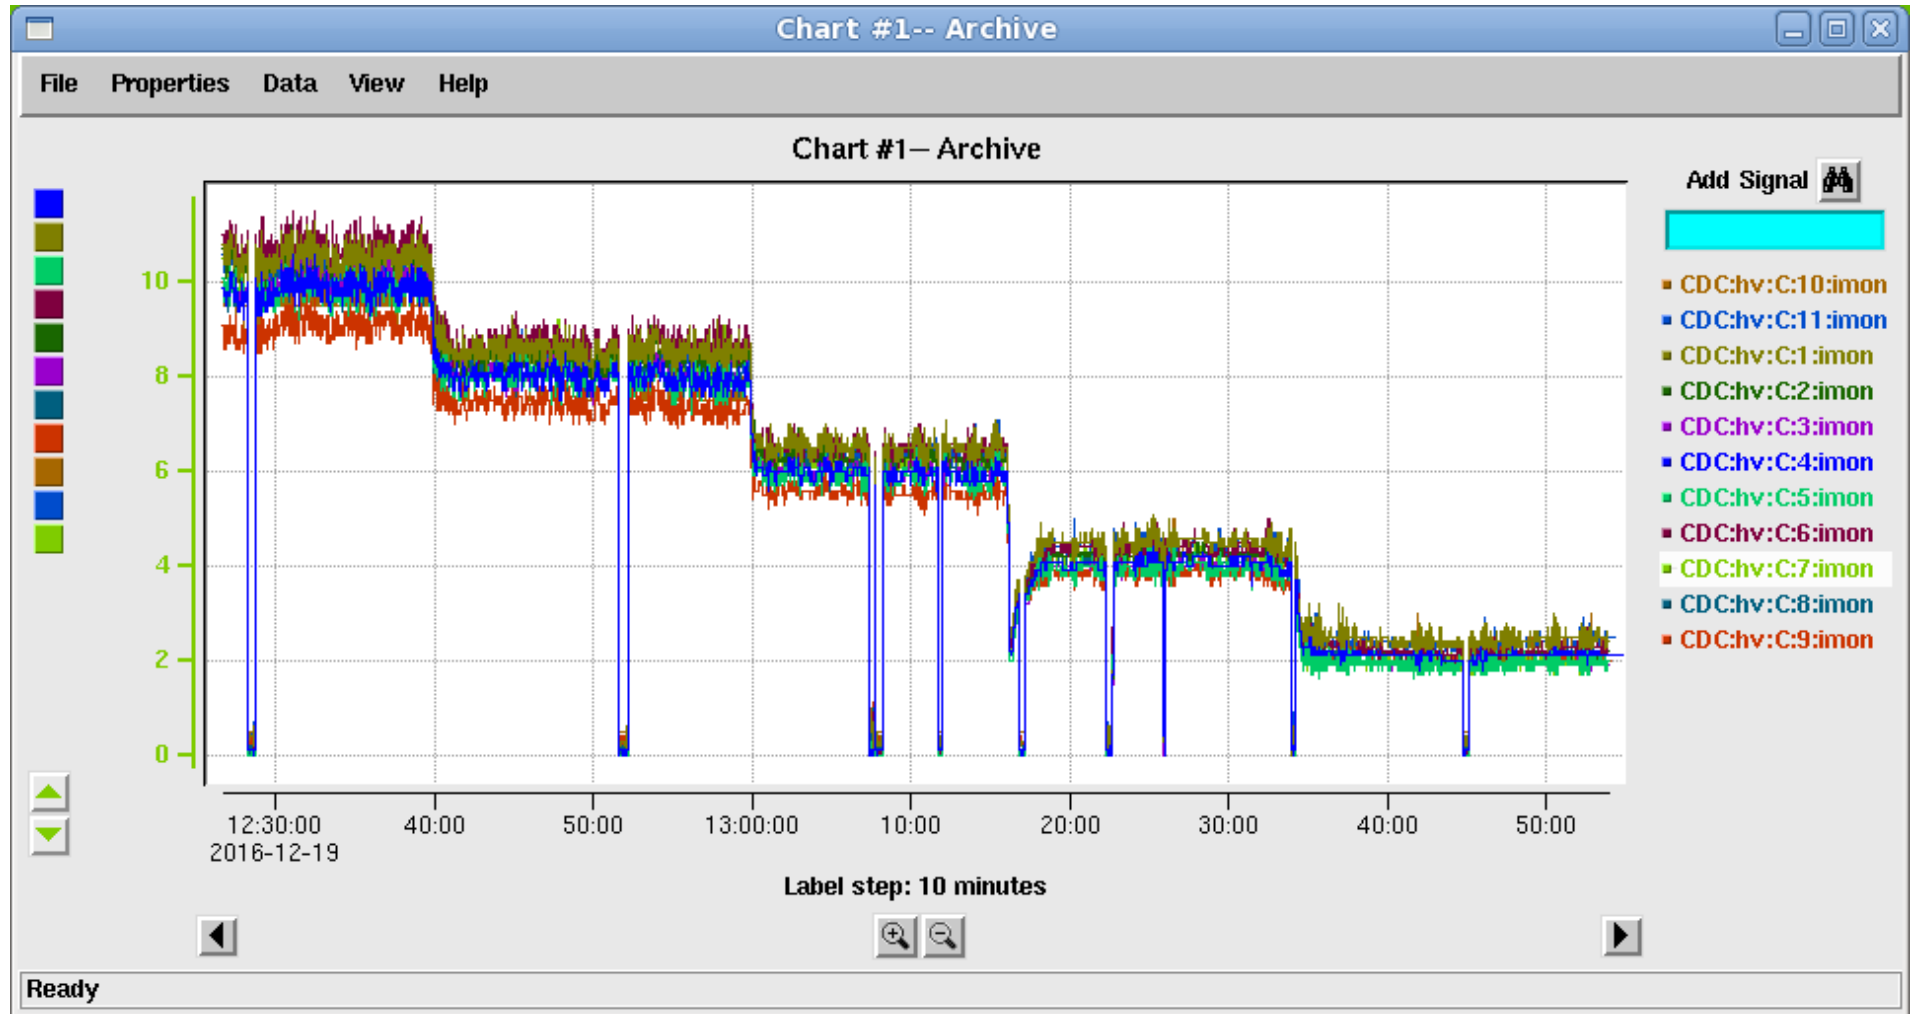 Chart #1-- Archive
File Properties Data View Help
Chart #1-- Archive
Add Signal
10
8
6
4
2
0
CDC:hv:C:10:imon
CDC:hv:C:11:imon
CDC:hv:C:1:imon
CDC:hv:C:2:imon
CDC:hv:C:3:imon
CDC:hv:C:4:imon
CDC:hv:C:5:imon
CDC:hv:C:6:imon
CDC:hv:C:7:imon
CDC:hv:C:8:imon
CDC:hv:C:9:imon
12:30:00 40:00 50:00 13:00:00 10:00 20:00 30:00 40:00 50:00
2016-12-19
Label step: 10 minutes
Ready